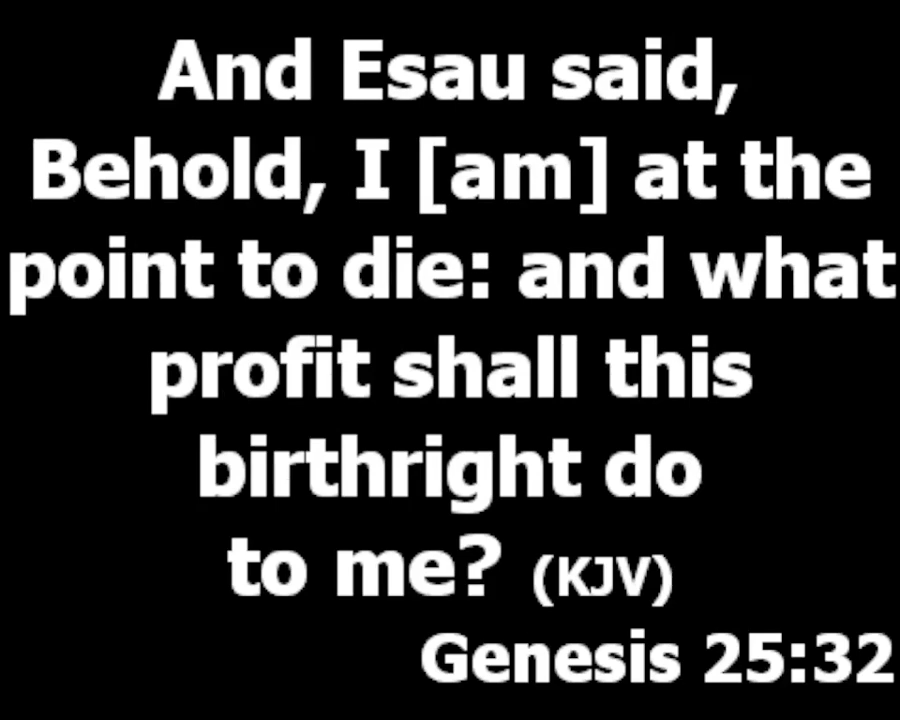 And Esau said,
Behold, I [am] at the
point to die: and what
profit shall this
birthright do
to me? (KJV)
Genesis 25:32